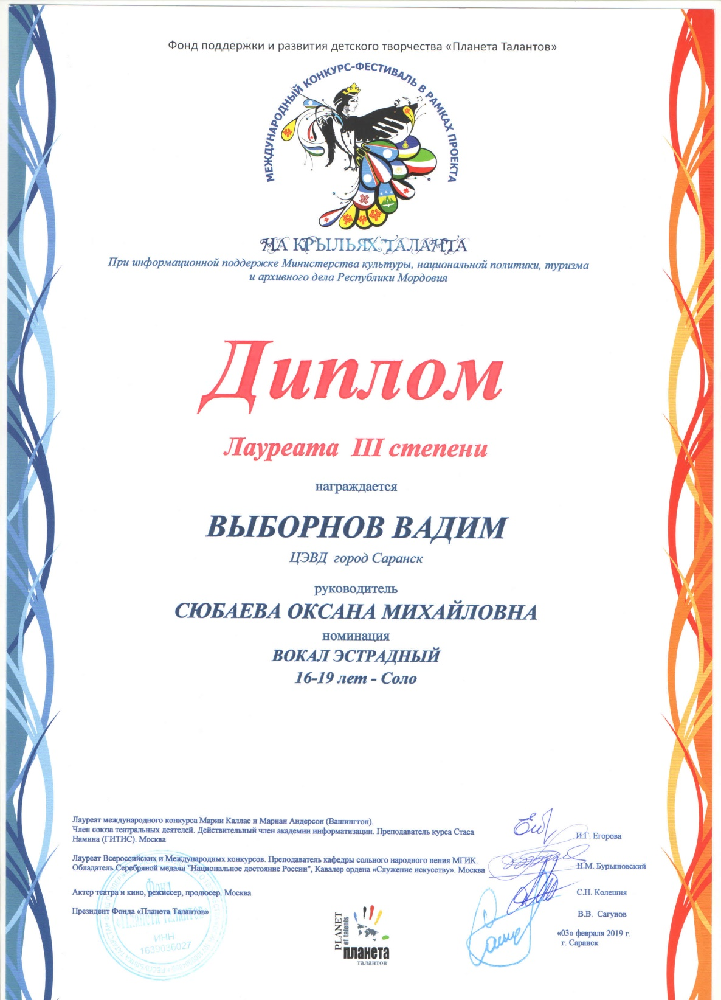 Фонд поддержки и развития детского творчества «Планета Талантов»
МЕЖДУНАРОДНЫЙ КОНКУРС-ФЕСТИВАЛЬ В РАМКАХ ПРОЕКТА
НА КРЫЛЬЯХ ТАЛАНТА
При информационной поддержке Министерства культуры, национальной политики, туризма
и архивного дела Республики Мордовия
Диплом
Лауреата III степени
награждается
ВЫБОРНОВ ВАДИМ
ЦЭВД город Саранск
руководитель
СЮБАЕВА ОКСАНА МИХАЙЛОВНА
номинация
ВОКАЛ ЭСТРАДНЫЙ
16-19 лет - Соло
Лауреат международного конкурса Марии Каллас и Мариан Андерсон (Вашингтон).
Член союза театральных деятелей. Действительный член академии информатизации. Преподаватель курса Стаса
Намина (ГИТИС). Москва
И.Г. Егорова
Лауреат Всероссийских и Международных конкурсов. Преподаватель кафедры сольного народного пения МГИК.
Обладатель Серебряной медали "Национальное достояние России", Кавалер ордена «Служение искусству». Москва
Н.М. Бурьяновский
Актер театра и кино, режиссер, продюсер. Москва
С.Н. Колешня
Президент Фонда «Планета Талантов»
В.В. Сагунов
«03» февраля 2019 г.
г. Саранск
Фонд
«Планета Талантов»
ИНН
1639036027
PLANET
of talents
планета
талантов